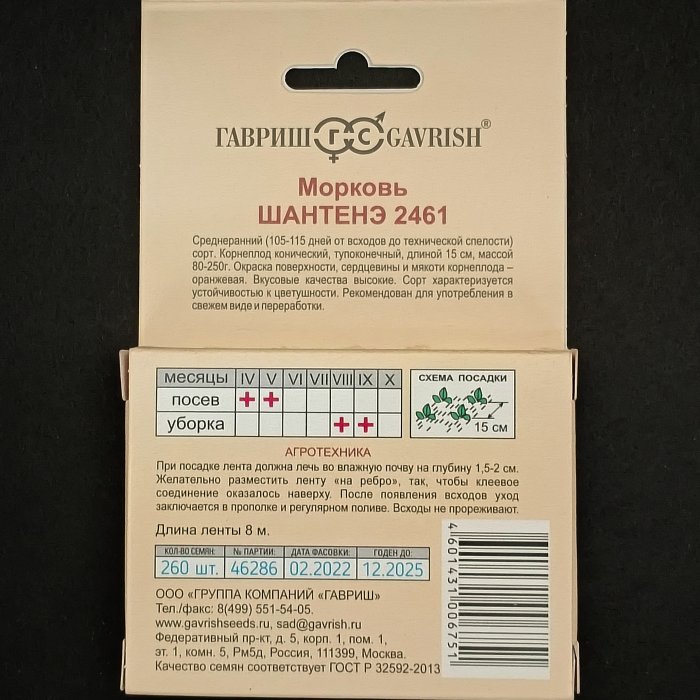 ГАВРИШ ГС GAVRISH®
Морковь
ШАНТЕНЭ 2461
Среднеранний (105-115 дней от всходов до технической спелости)
сорт. Корнеплод конический, тупоконечный, длиной 15 см, массой
80-250г. Окраска поверхности, сердцевины и мякоти корнеплода –
оранжевая. Вкусовые качества высокие. Сорт характеризуется
устойчивостью к цветушности. Рекомендован для употребления в
свежем виде и переработки.
месяцы IV V VI VII VIII IX X
посев + +
уборка + +
СХЕМА ПОСАДКИ
15 см
АГРОТЕХНИКА
При посадке лента должна лечь во влажную почву на глубину 1,5-2 см.
Желательно разместить ленту «на ребро», так, чтобы клеевое
соединение оказалось наверху. После появления всходов уход
заключается в прополке и регулярном поливе. Всходы не прореживают.
Длина ленты 8 м.
КОЛ-ВО СЕМЯН: № ПАРТИИ: ДАТА ФАСОВКИ: ГОДЕН ДО:
260 шт. 46286 02.2022 12.2025
ООО «ГРУППА КОМПАНИЙ «ГАВРИШ»
Тел./факс: 8(499) 551-54-05.
www.gavrishseeds.ru, sad@gavrish.ru
Федеративный пр-кт, д. 5, корп. 1, пом. 1,
эт. 1, комн. 5, Рм5д, Россия, 111399, Москва.
Качество семян соответствует ГОСТ Р 32592-2013
4601431006751